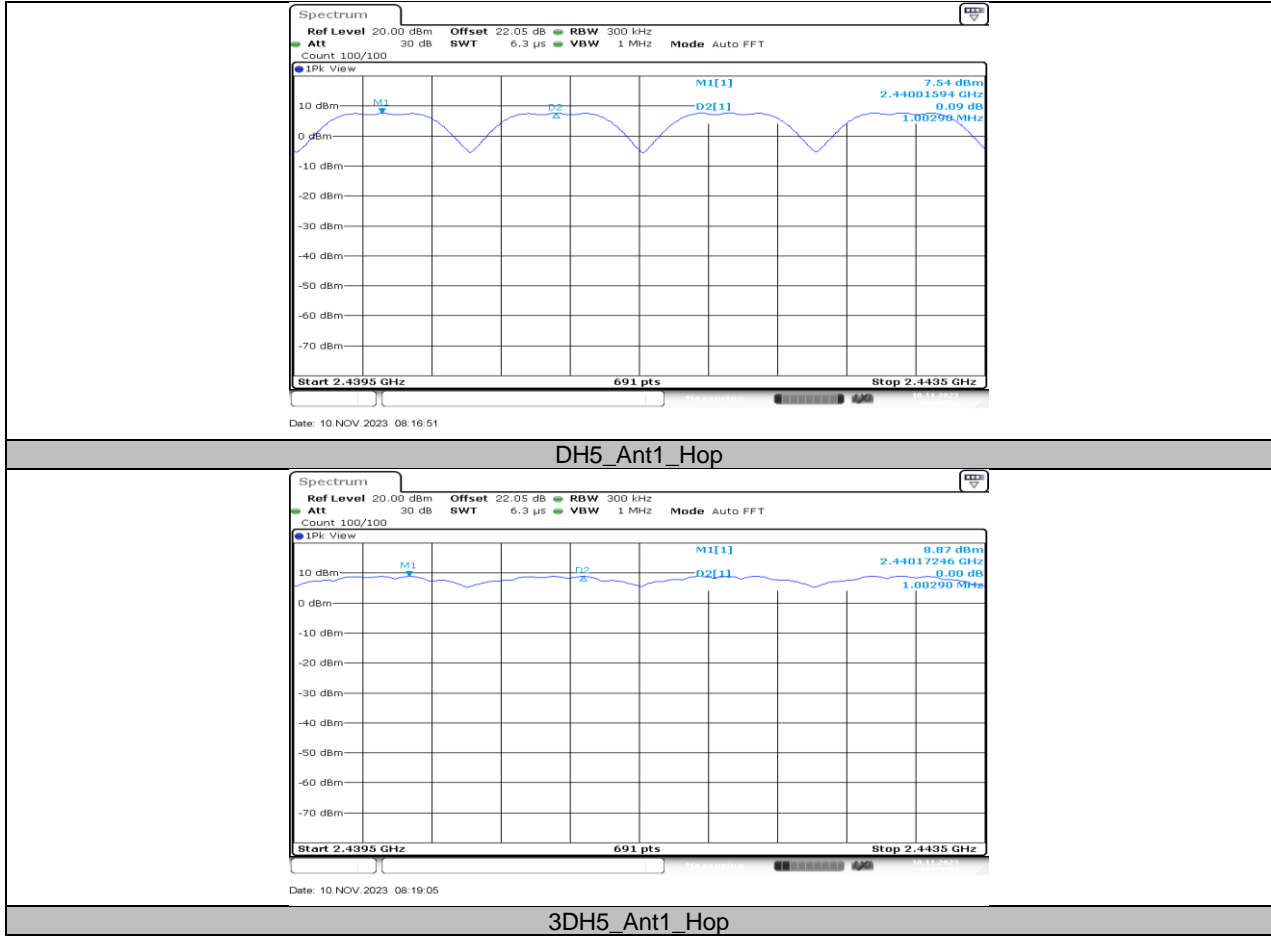 Spectrum
Ref Level 20.00 dBm Offset 22.05 dB RBW 300 kHz
Att 30 dB SWT 6.3 µs VBW 1 MHz Mode Auto FFT
Count 100/100
1Pk View
M1[1] 7.54 dBm
2.44001594 GHz
10 dBm M1 D2 D2[1] 0.09 dB
1.00290 MHz
0 dBm
-10 dBm
-20 dBm
-30 dBm
-40 dBm
-50 dBm
-60 dBm
-70 dBm
Start 2.4395 GHz 691 pts Stop 2.4435 GHz
Date: 10.NOV.2023 08:16:51
DH5_Ant1_Hop
Spectrum
Ref Level 20.00 dBm Offset 22.05 dB RBW 300 kHz
Att 30 dB SWT 6.3 µs VBW 1 MHz Mode Auto FFT
Count 100/100
1Pk View
M1[1] 8.87 dBm
2.44017246 GHz
10 dBm M1 D2 D2[1] 0.00 dB
1.00290 MHz
0 dBm
-10 dBm
-20 dBm
-30 dBm
-40 dBm
-50 dBm
-60 dBm
-70 dBm
Start 2.4395 GHz 691 pts Stop 2.4435 GHz
Date: 10.NOV.2023 08:19:05
3DH5_Ant1_Hop